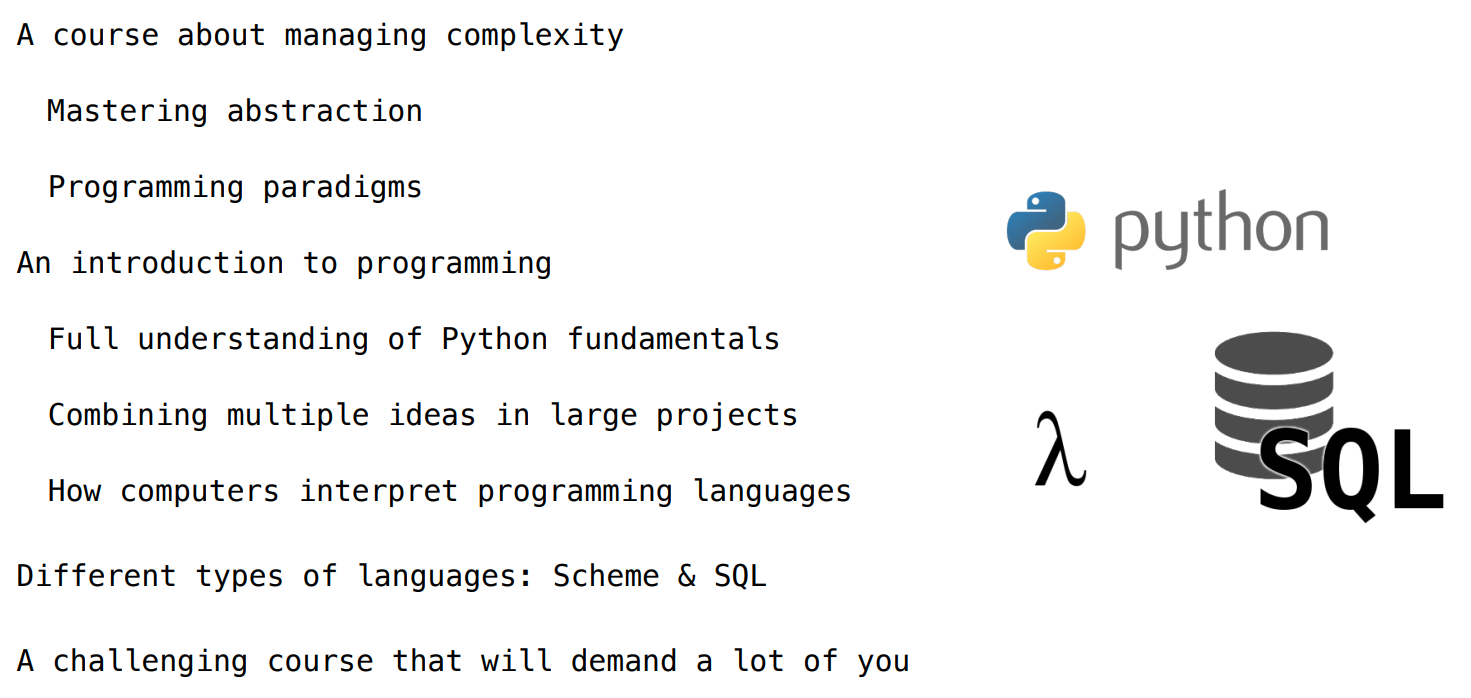 A course about managing complexity
Mastering abstraction
Programming paradigms
An introduction to programming
Full understanding of Python fundamentals
Combining multiple ideas in large projects
How computers interpret programming languages
Different types of languages: Scheme & SQL
A challenging course that will demand a lot of you
python
λ
SQL